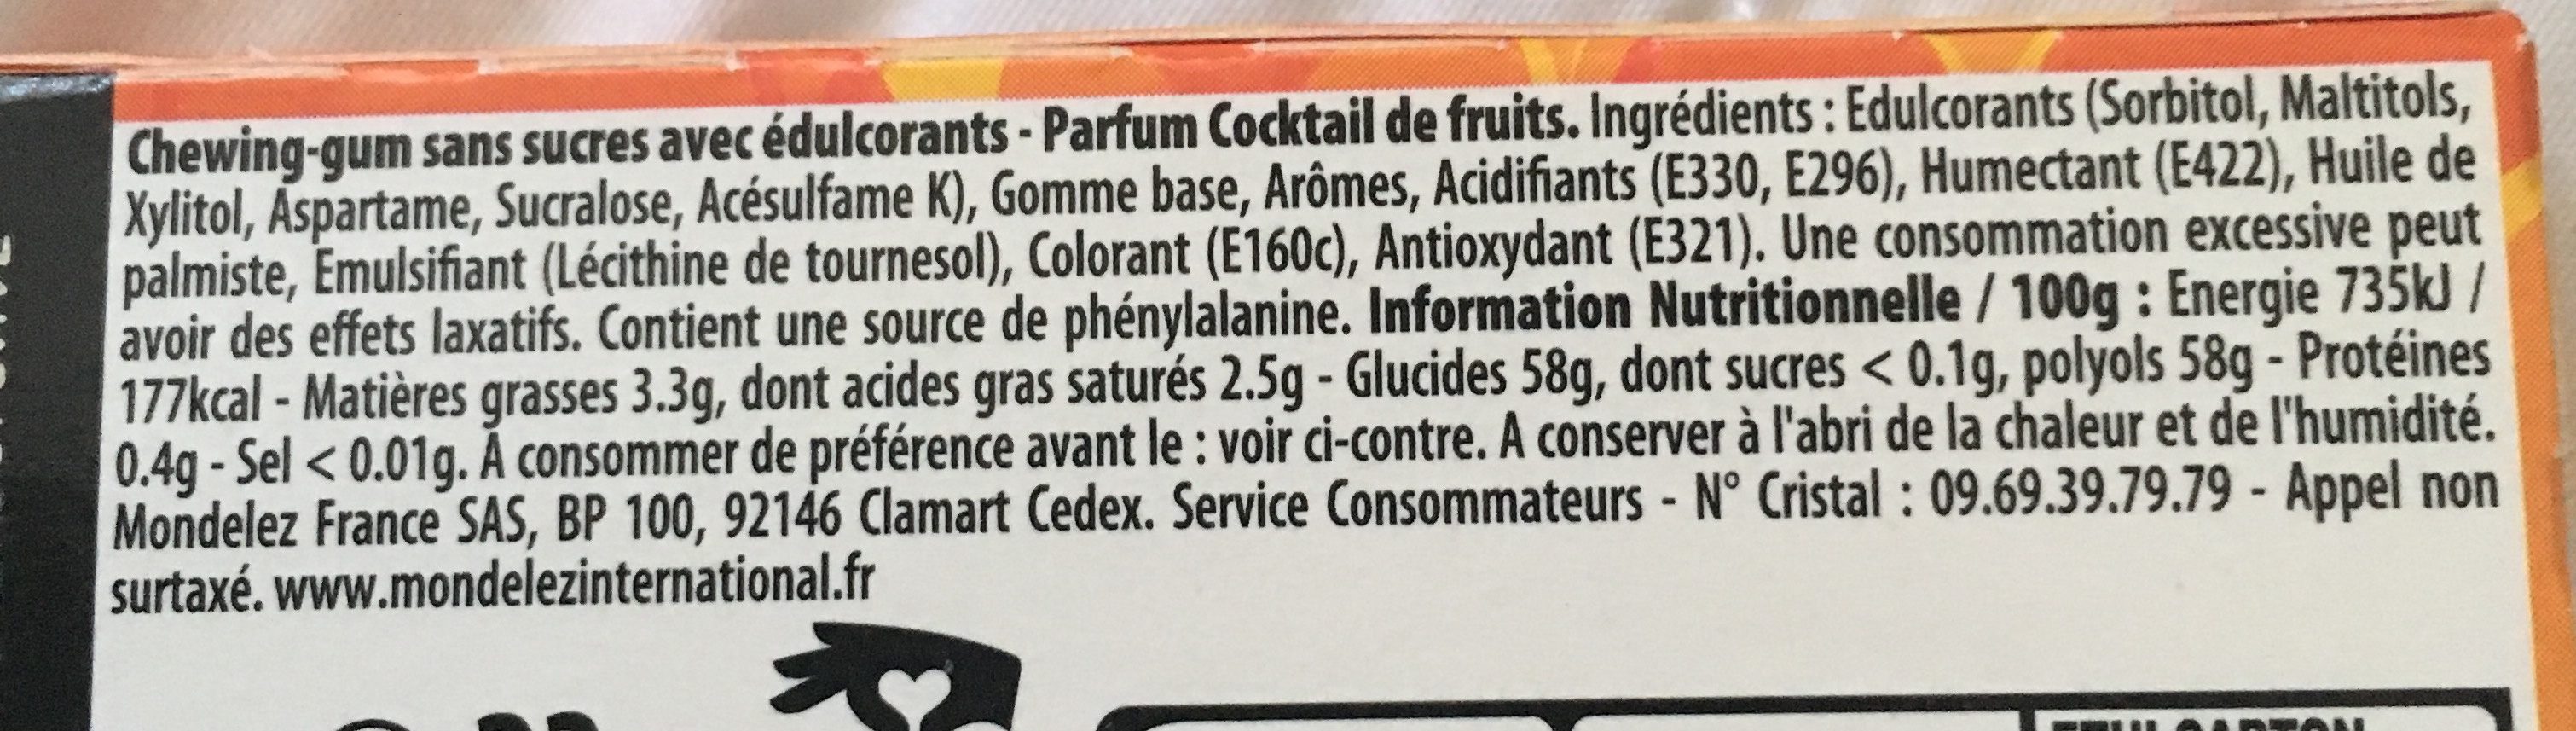 Chewing-gum sans sucres avec édulcorants - Parfum Cocktail de fruits. Ingrédients : Edulcorants (Sorbitol, Maltitols,
Xylitol, Aspartame, Sucralose, Acésulfame K), Gomme base, Arômes, Acidifiants (E330, E296), Humectant (E422), Huile de
palmiste, Emulsifiant (Lécithine de tournesol), Colorant (E160c), Antioxydant (E321). Une consommation excessive peut
avoir des effets laxatifs. Contient une source de phénylalanine. Information Nutritionnelle / 100g : Energie 735kJ /
177kcal - Matières grasses 3.3g, dont acides gras saturés 2.5g - Glucides 58g, dont sucres < 0.1g, polyols 58g - Protéines
0.4g - Sel < 0.01g. À consommer de préférence avant le : voir ci-contre. A conserver à l'abri de la chaleur et de l'humidité.
Mondelez France SAS, BP 100, 92146 Clamart Cedex. Service Consommateurs - N° Cristal : 09.69.39.79.79 - Appel non
surtaxé. www.mondelezinternational.fr
ETUI CARTON